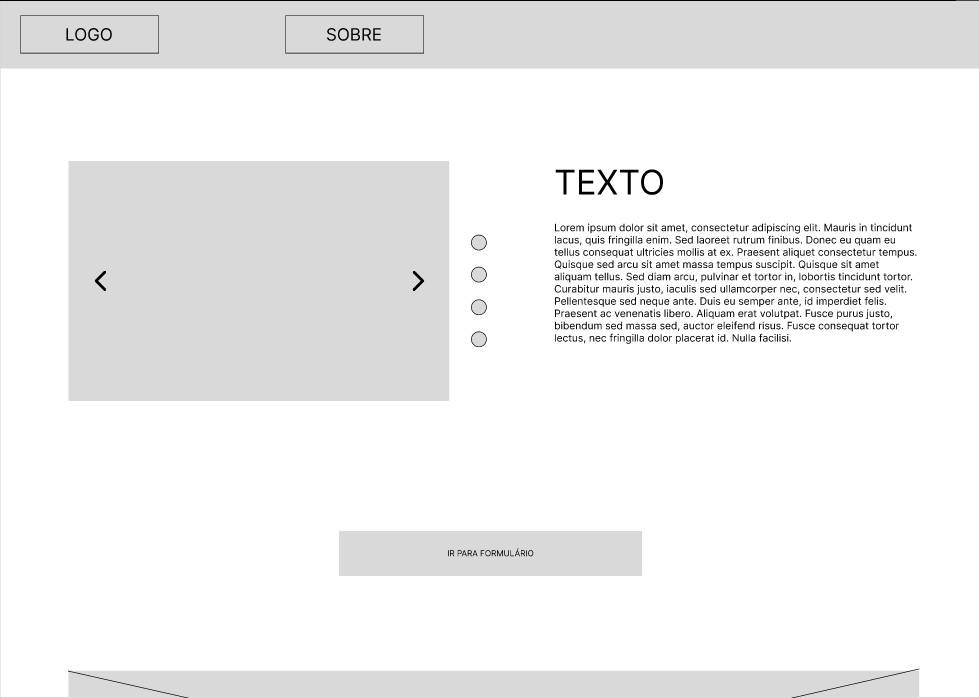 LOGO
SOBRE
TEXTO
Lorem ipsum dolor sit amet, consectetur adipiscing elit. Mauris in tincidunt
lacus, quis fringilla enim. Sed laoreet rutrum finibus. Donec eu quam eu
tellus consequat ultricies mollis at ex. Praesent aliquet consectetur tempus.
Quisque sed arcu sit amet massa tempus suscipit. Quisque sit amet
aliquam tellus. Sed diam arcu, pulvinar et tortor in, lobortis tincidunt tortor.
Curabitur mauris justo, iaculis sed ullamcorper nec, consectetur sed velit.
Pellentesque sed neque ante. Duis eu semper ante, id imperdiet felis.
Praesent ac venenatis libero. Aliquam erat volutpat. Fusce purus justo,
bibendum sed massa sed, auctor eleifend risus. Fusce consequat tortor
lectus, nec fringilla dolor placerat id. Nulla facilisi.
IR PARA FORMULÁRIO